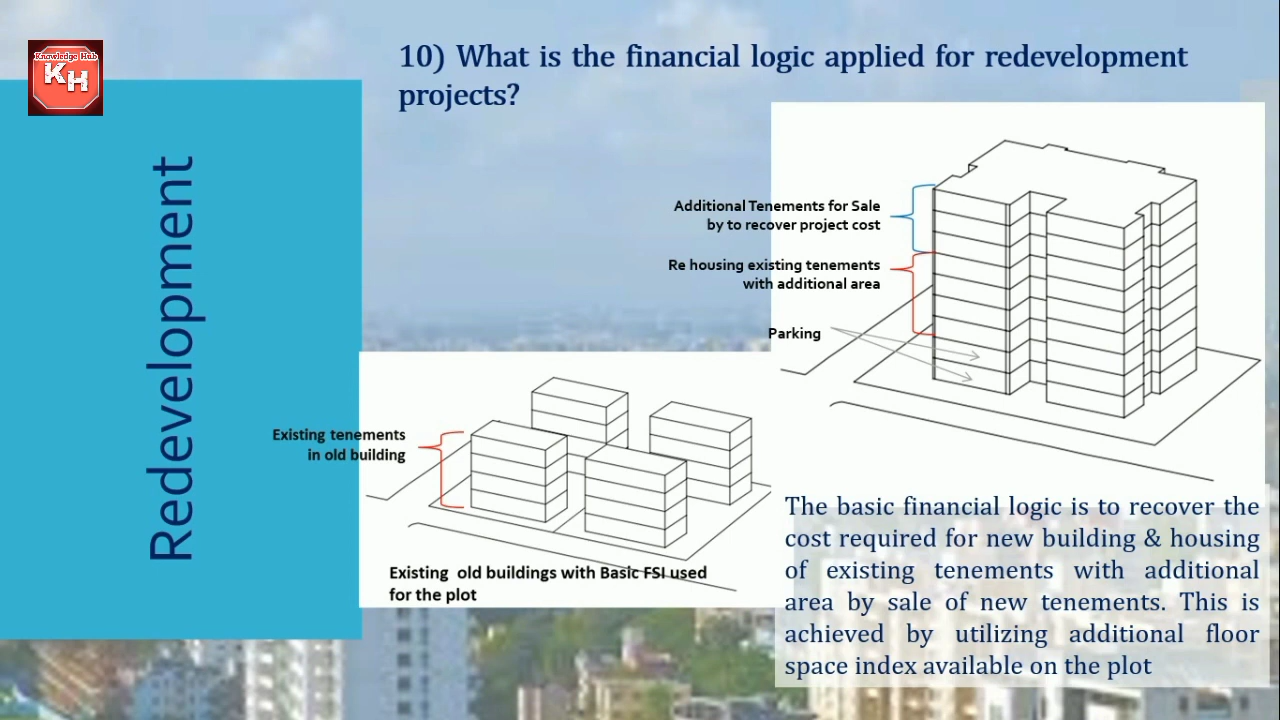 Knowledge Hub
KH
Redevelopment
10) What is the financial logic applied for redevelopment
projects?
Additional Tenements for Sale
by to recover project cost
Re housing existing tenements
with additional area
Parking
Existing tenements
in old building
Existing old buildings with Basic FSI used
for the plot
The basic financial logic is to recover the
cost required for new building & housing
of existing tenements with additional
area by sale of new tenements. This is
achieved by utilizing additional floor
space index available on the plot